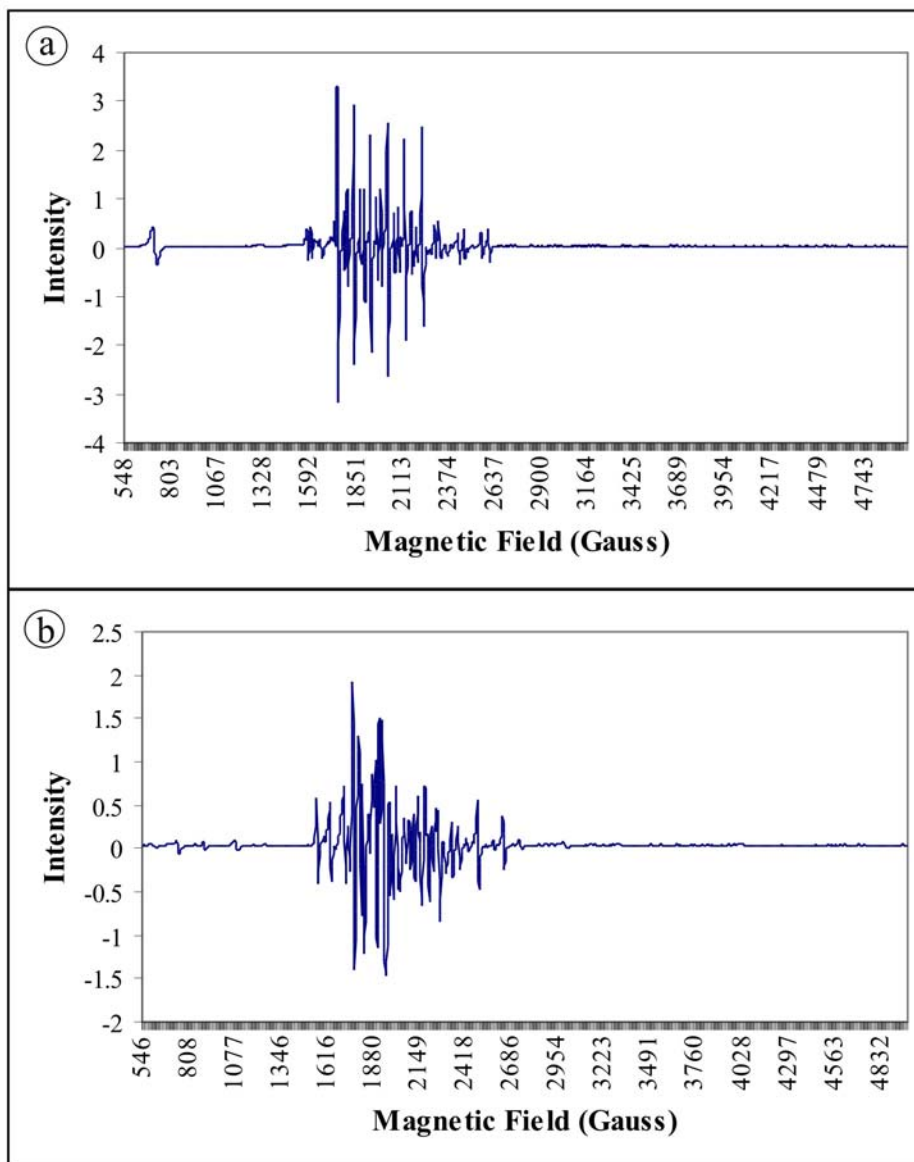 a
4
3
2
1
0
-1
-2
-3
-4
Intensity
548 803 1067 1328 1592 1851 2113 2374 2637 2900 3164 3425 3689 3954 4217 4479 4743
Magnetic Field (Gauss)
b
2.5
2
1.5
1
0.5
0
-0.5
-1
-1.5
-2
Intensity
546 808 1077 1346 1616 1880 2149 2418 2686 2954 3223 3491 3760 4028 4297 4563 4832
Magnetic Field (Gauss)